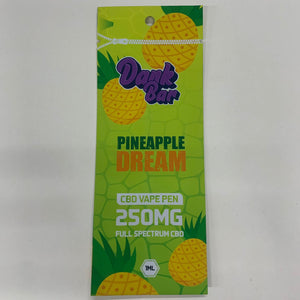 Dank
Bar
PINEAPPLE
DREAM
CBD VAPE PEN
250MG
FULL SPECTRUM CBD
1ML